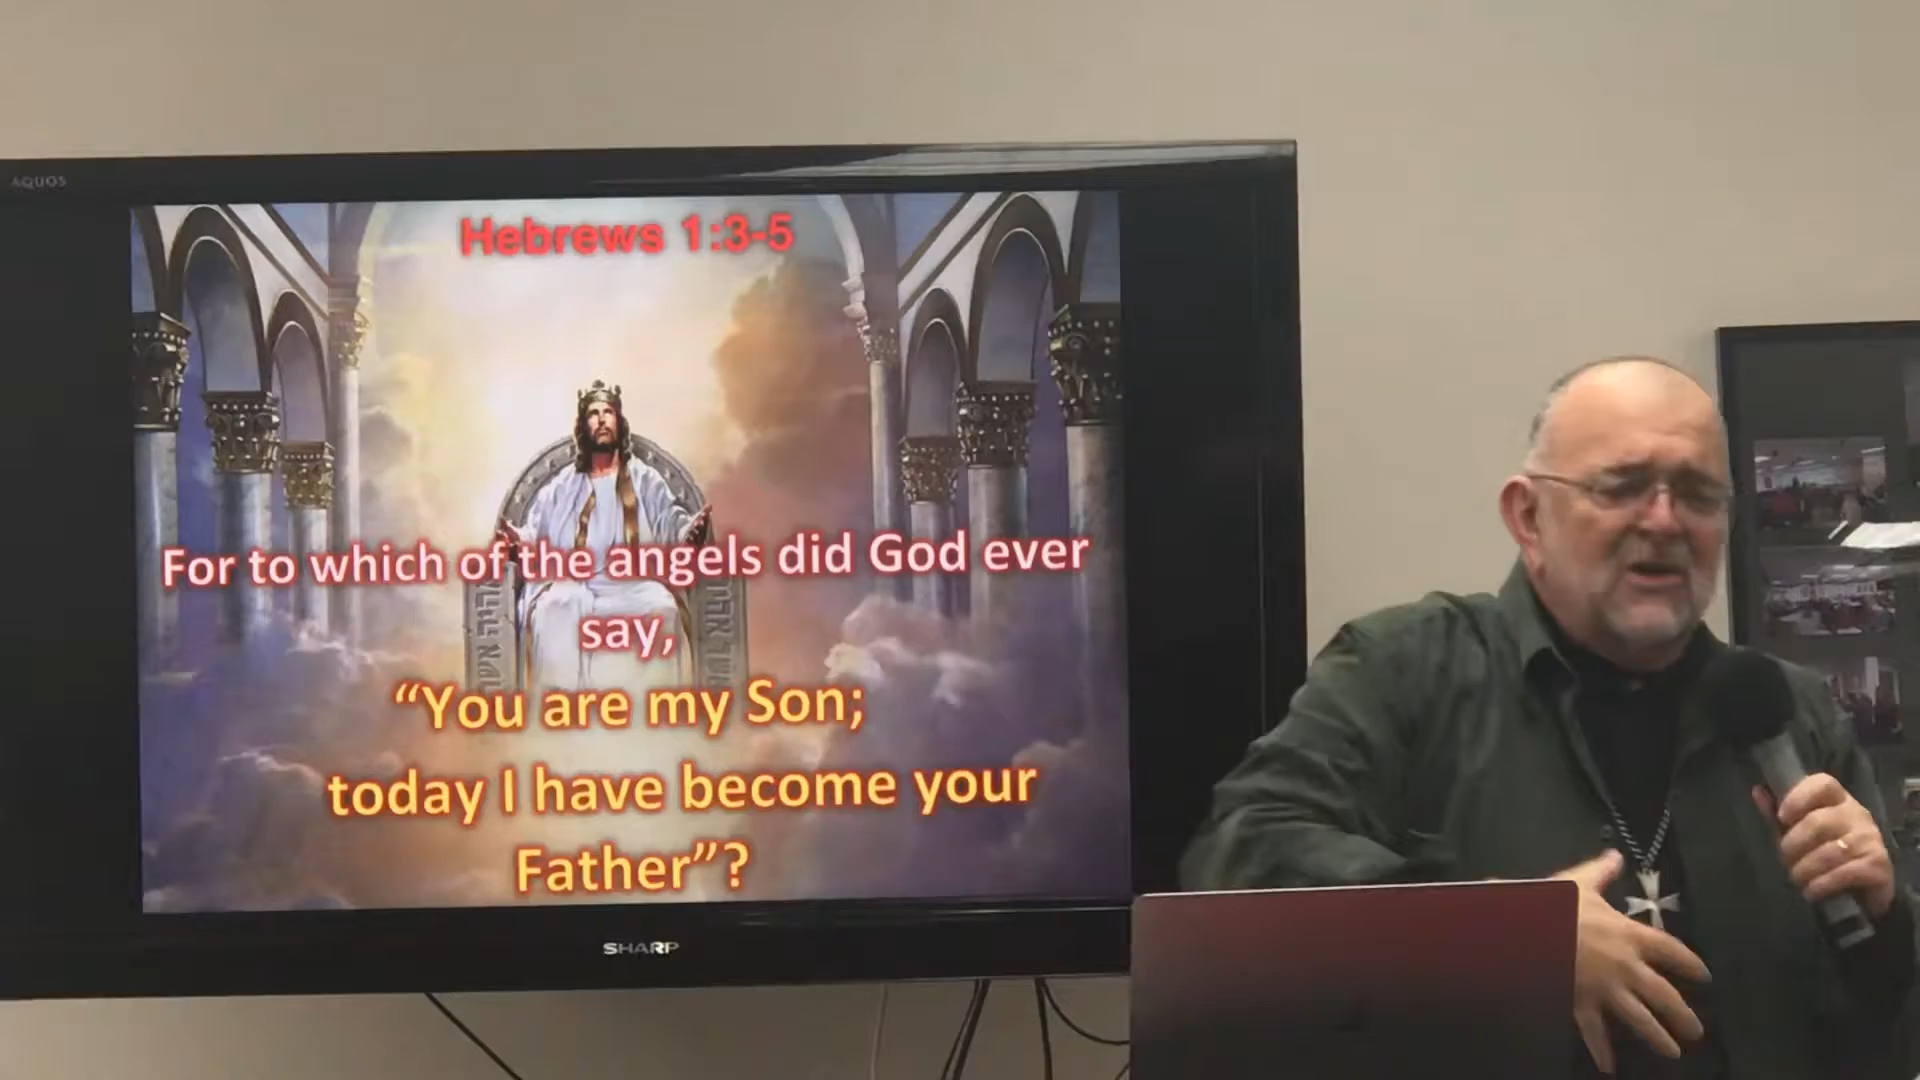 AQUOS
Hebrews 1:3-5
For to which of the angels did God ever
say,
“You are my Son;
today I have become your
Father”?
SHARP